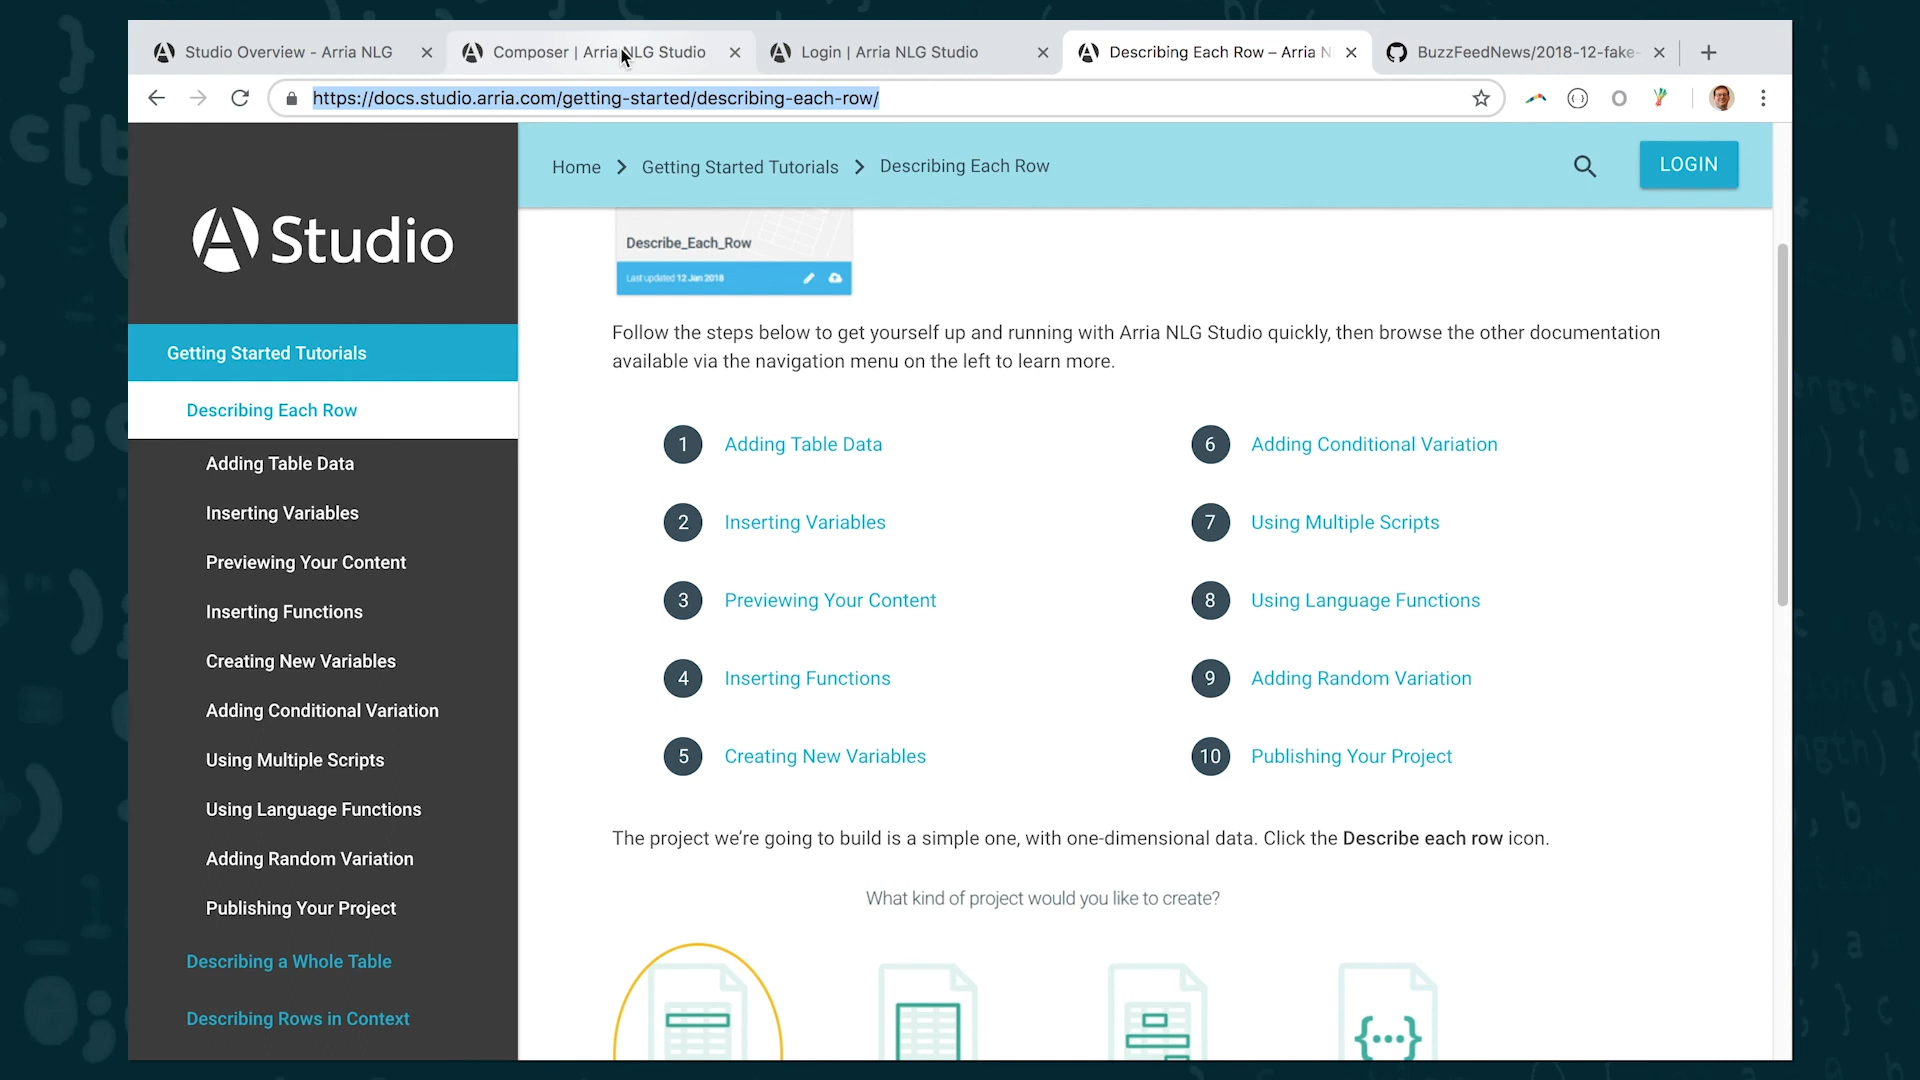 Studio Overview - Arria NLG
Composer | Arria NLG Studio
Login | Arria NLG Studio
Describing Each Row – Arria N
BuzzFeedNews/2018-12-fake-
https://docs.studio.arria.com/getting-started/describing-each-row/
Studio
Home
Getting Started Tutorials
Describing Each Row
LOGIN
Getting Started Tutorials
Describing Each Row
Adding Table Data
Inserting Variables
Previewing Your Content
Inserting Functions
Creating New Variables
Adding Conditional Variation
Using Multiple Scripts
Using Language Functions
Adding Random Variation
Publishing Your Project
Describing a Whole Table
Describing Rows in Context
Describe_Each_Row
Last updated 12 Jan 2018
Follow the steps below to get yourself up and running with Arria NLG Studio quickly, then browse the other documentation
available via the navigation menu on the left to learn more.
1 Adding Table Data
2 Inserting Variables
3 Previewing Your Content
4 Inserting Functions
5 Creating New Variables
6 Adding Conditional Variation
7 Using Multiple Scripts
8 Using Language Functions
9 Adding Random Variation
10 Publishing Your Project
The project we're going to build is a simple one, with one-dimensional data. Click the Describe each row icon.
What kind of project would you like to create?
{...}